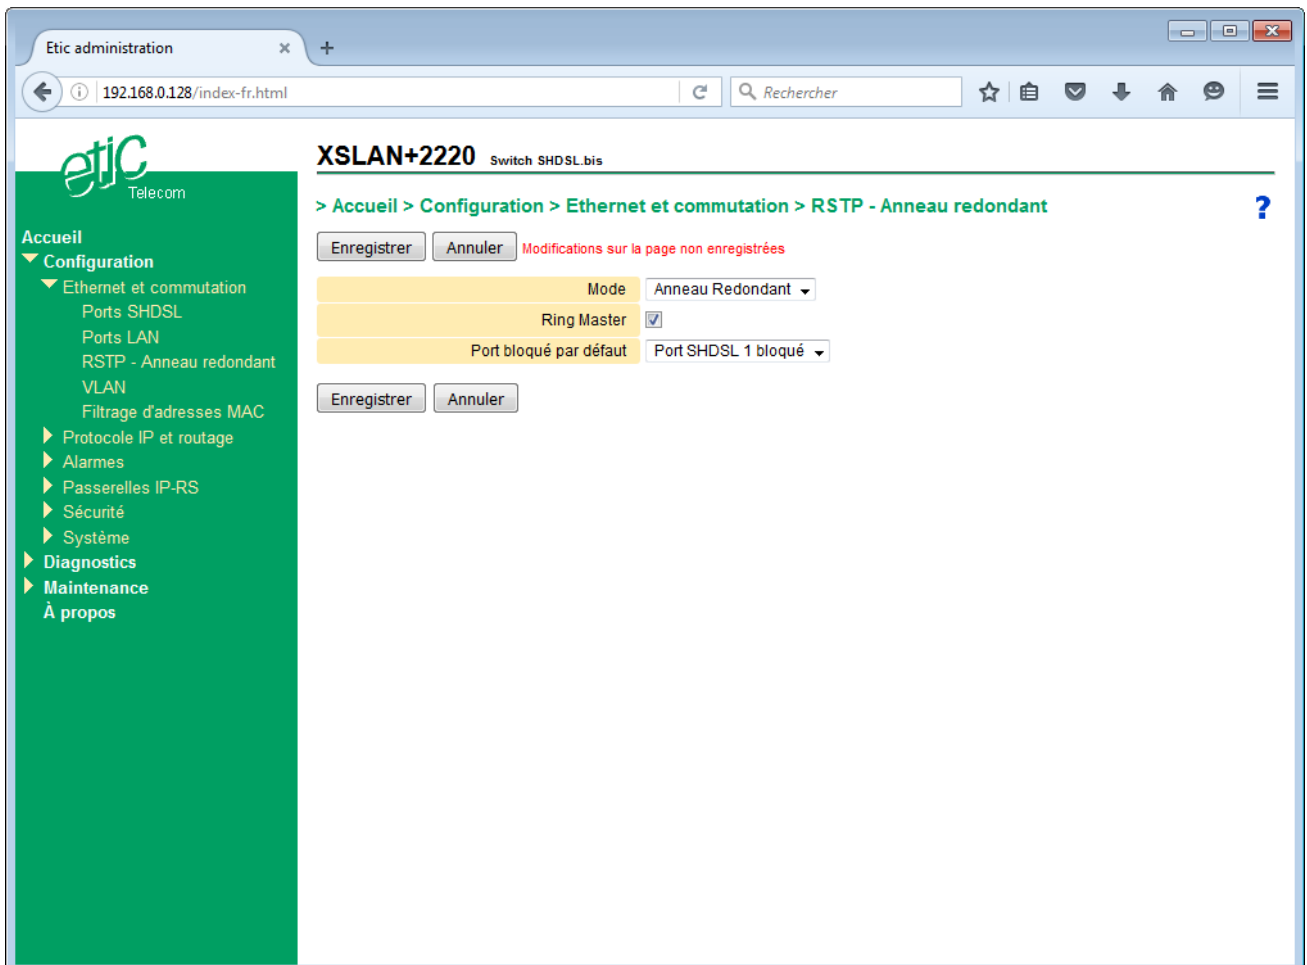 Etic administration
192.168.0.128/index-fr.html
Rechercher
etic
Telecom
XSLAN+2220 Switch SHDSL.bis
> Accueil > Configuration > Ethernet et commutation > RSTP - Anneau redondant
?
Enregistrer Annuler Modifications sur la page non enregistrées
Mode Anneau Redondant
Ring Master
Port bloqué par défaut Port SHDSL 1 bloqué
Enregistrer Annuler
Accueil
Configuration
Ethernet et commutation
Ports SHDSL
Ports LAN
RSTP - Anneau redondant
VLAN
Filtrage d'adresses MAC
Protocole IP et routage
Alarmes
Passerelles IP-RS
Sécurité
Système
Diagnostics
Maintenance
À propos